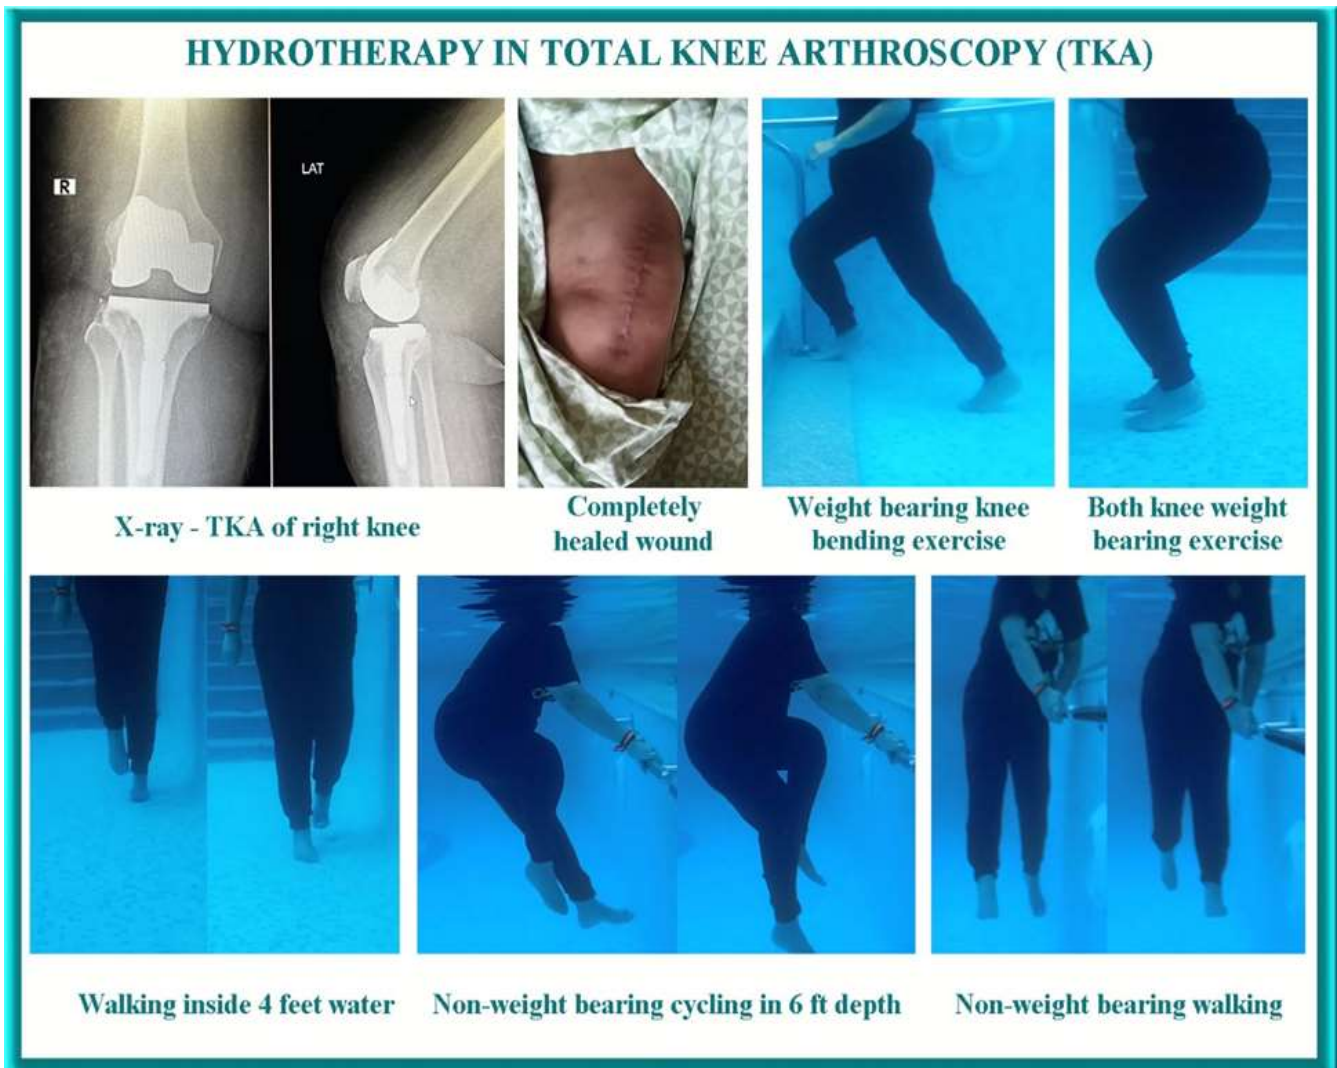 HYDROTHERAPY IN TOTAL KNEE ARTHROSCOPY (TKA)
R
LAT
X-ray - TKA of right knee
Completely
healed wound
Weight bearing knee
bending exercise
Both knee weight
bearing exercise
Walking inside 4 feet water
Non-weight bearing cycling in 6 ft depth
Non-weight bearing walking